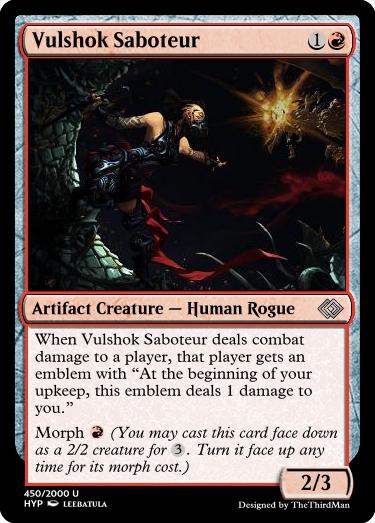 Vulshok Saboteur 1
Artifact Creature — Human Rogue
When Vulshok Saboteur deals combat
damage to a player, that player gets an
emblem with “At the beginning of your
upkeep, this emblem deals 1 damage to
you.”
Morph (You may cast this card face down
as a 2/2 creature for 3. Turn it face up any
time for its morph cost.)
2/3
450/2000 U
HYP LEEBATULA
Designed by TheThirdMan